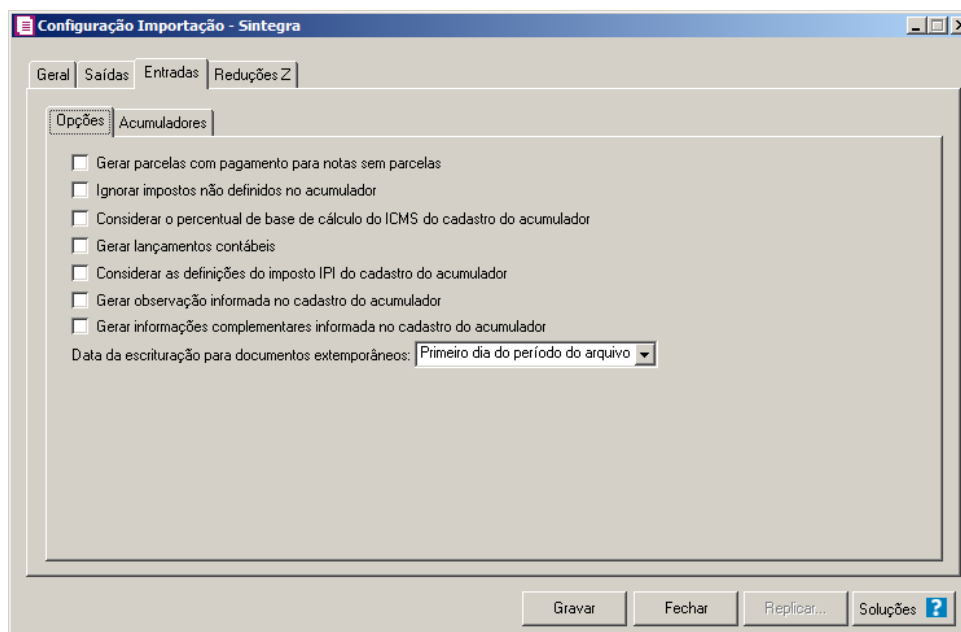 Configuração Importação - Sintegra
Geral Saídas Entradas Reduções Z
Opções Acumuladores
Gerar parcelas com pagamento para notas sem parcelas
Ignorar impostos não definidos no acumulador
Considerar o percentual de base de cálculo do ICMS do cadastro do acumulador
Gerar lançamentos contábeis
Considerar as definições do imposto IPI do cadastro do acumulador
Gerar observação informada no cadastro do acumulador
Gerar informações complementares informada no cadastro do acumulador
Data da escrituração para documentos extemporâneos: Primeiro dia do período do arquivo
Gravar Fechar Replicar... Soluções ?